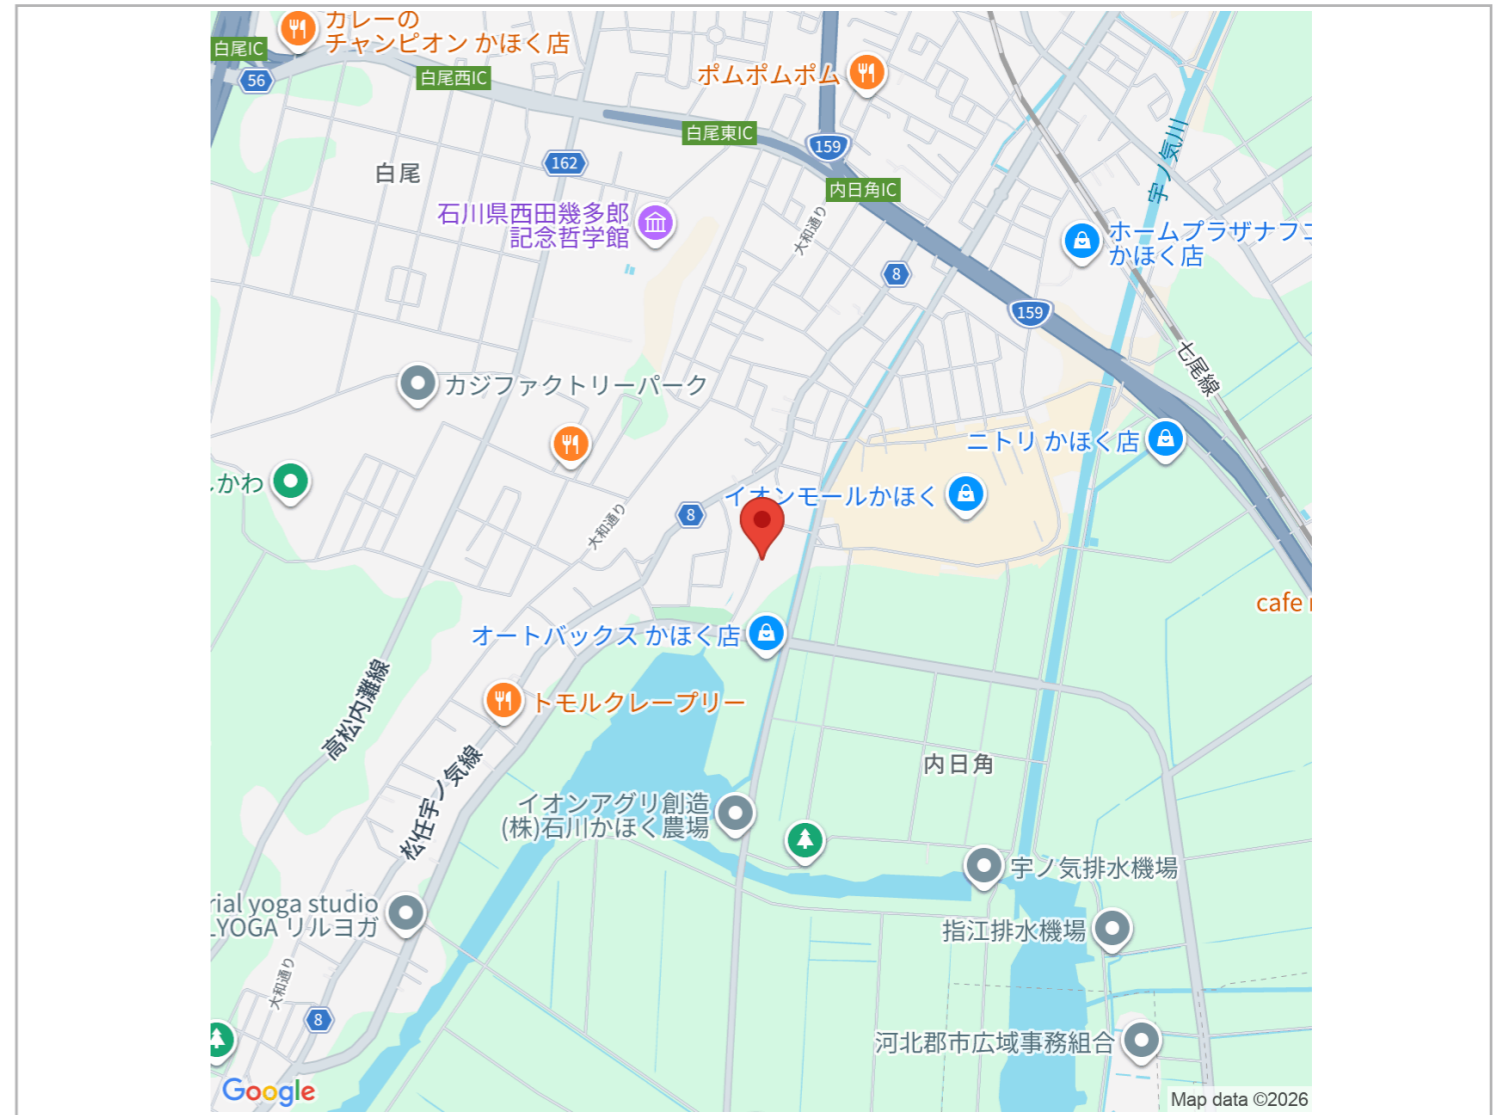 カレーの
チャンピオン かほく店
白尾IC
56
白尾西IC
ポムポムポム
白尾東IC
159
宇ノ気川
162
白尾
内日角IC
石川県西田幾多郎
記念哲学館
大和通り
ホームプラザナフコ
かほく店
8
159
七尾線
カジファクトリーパーク
ニトリ かほく店
しかわ
イオンモールかほく
8
大和通り
cafe
オートバックス かほく店
高松内灘線
トモルクレープリー
内日角
松任宇ノ気線
イオンアグリ創造
(株)石川かほく農場
宇ノ気排水機場
rial yoga studio
YOGA リルヨガ
指江排水機場
大和通り
8
河北郡市広域事務組合
Google
Map data ©2026